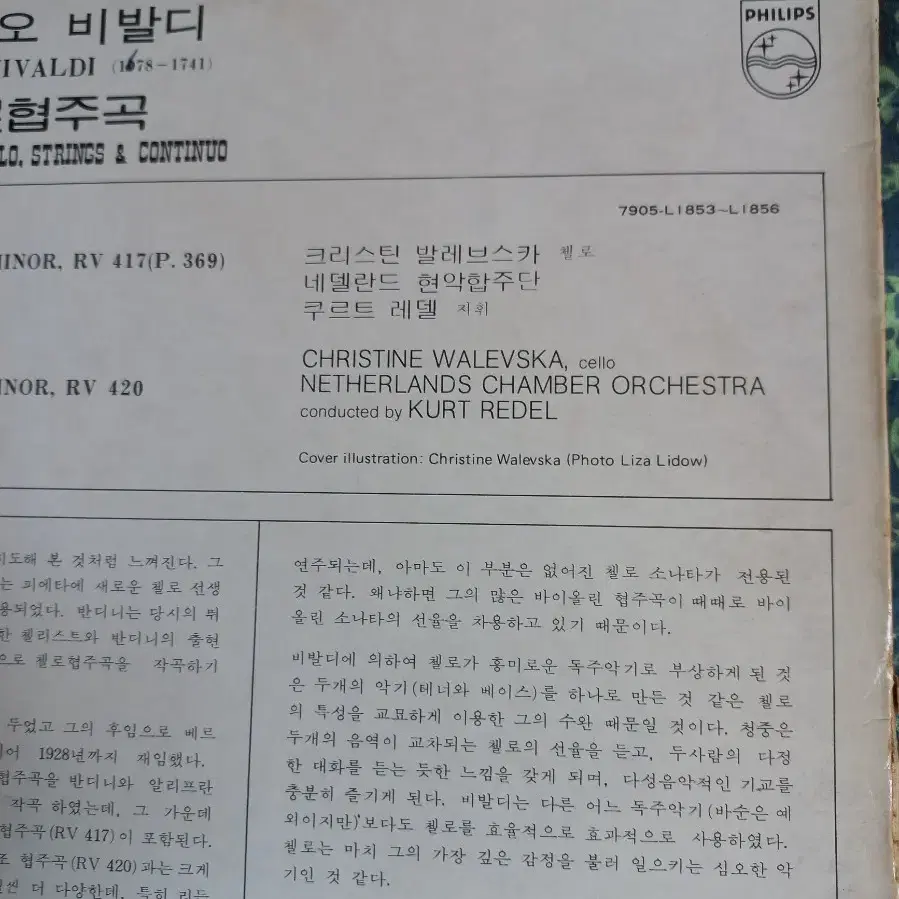 오 비발디
PHILIPS
VIVALDI (1678-1741)
협주곡
LO, STRINGS & CONTINUO
7905-L1853~L1856
MINOR, RV 417(P. 369)
크리스틴 발레브스카 첼로
네델란드 현악합주단
쿠르트 레델 지휘
CHRISTINE WALEVSKA, cello
MINOR, RV 420
NETHERLANDS CHAMBER ORCHESTRA
conducted by KURT REDEL
Cover illustration: Christine Walevska (Photo Liza Lidow)
시도해 본 것처럼 느껴진다. 그
는 피에타에 새로운 첼로 선생
용되었다. 반디니는 당시의 뛰
한 첼리스트와 반디니의 출현
으로 첼로협주곡을 작곡하기
두었고 그의 후임으로 베르
어 1928년까지 재임했다.
협주곡을 반디니와 알리프란
작곡 하였는데, 그 가운데
협주곡(RV 417)이 포함된다.
조 협주곡(RV 420)과는 크게
씬 더 다양한데, 특히 리듬
연주되는데, 아마도 이 부분은 없어진 첼로 소나타가 전용된
것 같다. 왜냐하면 그의 많은 바이올린 협주곡이 때때로 바이
올린 소나타의 선율을 차용하고 있기 때문이다.
비발디에 의하여 첼로가 흥미로운 독주악기로 부상하게 된 것
은 두개의 악기(테너와 베이스)를 하나로 만든 것 같은 첼로
의 특성을 교묘하게 이용한 그의 수완 때문일 것이다. 청중은
두개의 음역이 교차되는 첼로의 선율을 듣고, 두사람의 다정
한 대화를 듣는 듯한 느낌을 갖게 되며, 다성음악적인 기교를
충분히 즐기게 된다. 비발디는 다른 어느 독주악기(바순은 예
외이지만)보다도 첼로를 효율적으로 효과적으로 사용하였다.
첼로는 마치 그의 가장 깊은 감정을 불러 일으키는 심오한 악
기인 것 같다.